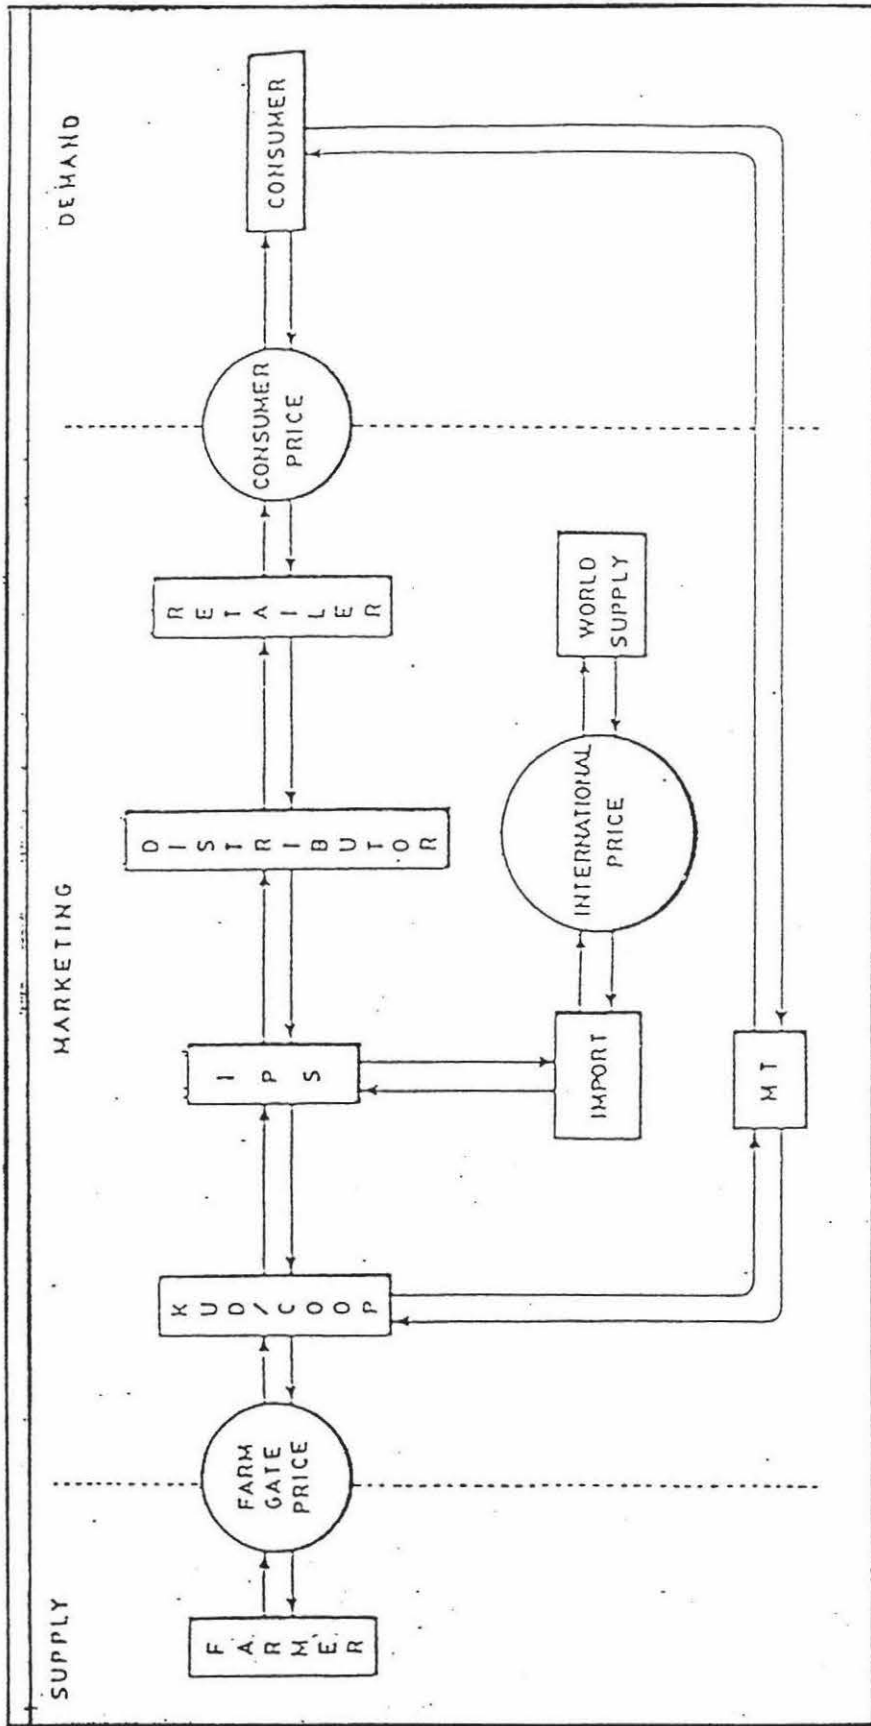 SUPPLY
MARKETING
DEMAND
FARMER
FARM
GATE
PRICE
KUD/COOP
IPS
DISTRIBUTOR
RETAILER
CONSUMER
PRICE
CONSUMER
IMPORT
INTERNATIONAL
PRICE
WORLD
SUPPLY
MT